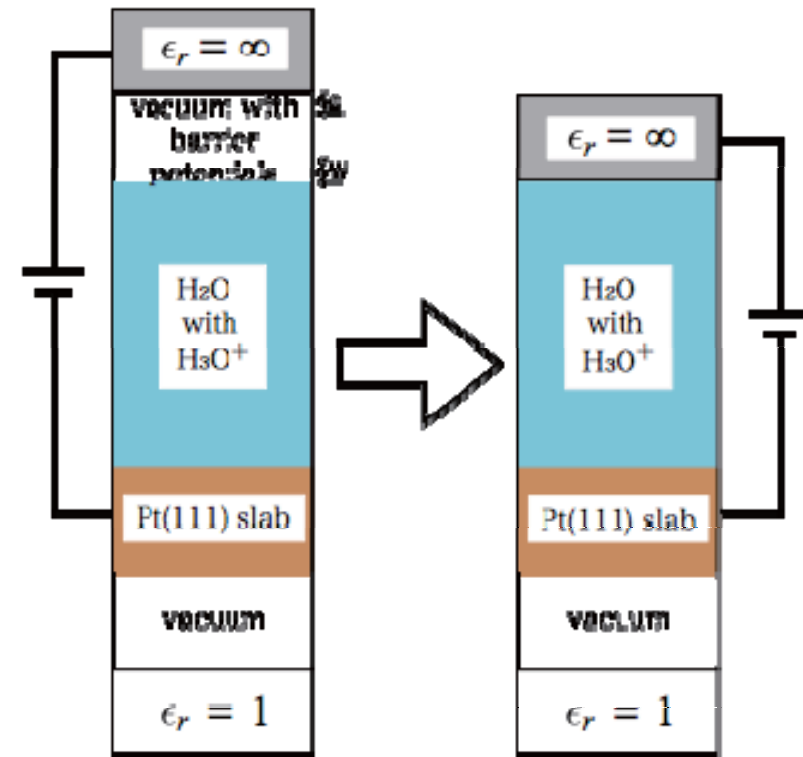 ϵᵣ = ∞
vacuum with
barrier
potentials
H₂O
with
H₃O⁺
Pt(111) slab
vacuum
ϵᵣ = 1
ϵᵣ = ∞
H₂O
with
H₃O⁺
Pt(111) slab
vacuum
ϵᵣ = 1